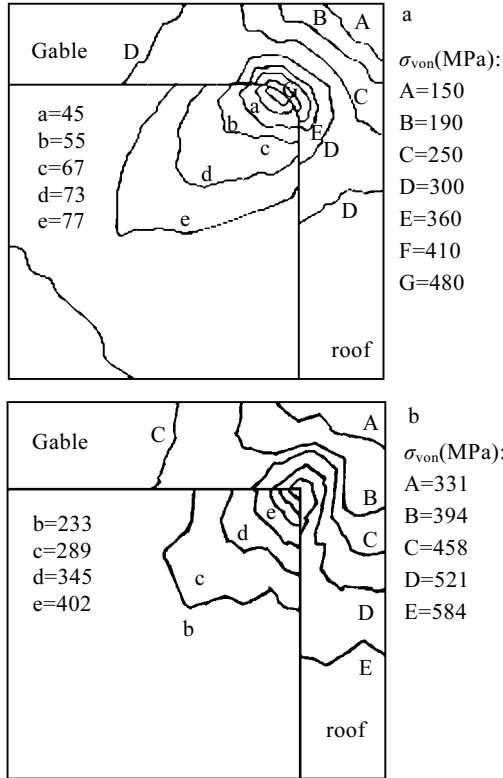 a
Gable
D
B
A
C
σvon(MPa):
A=150
B=190
C=250
D=300
E=360
F=410
G=480
a=45
b=55
c=67
d=73
e=77
G
a
b
E
c
D
d
e
D
roof
b
Gable
C
A
σvon(MPa):
A=331
B=394
C=458
D=521
E=584
B
C
b=233
c=289
d=345
e=402
e
d
c
D
b
E
roof